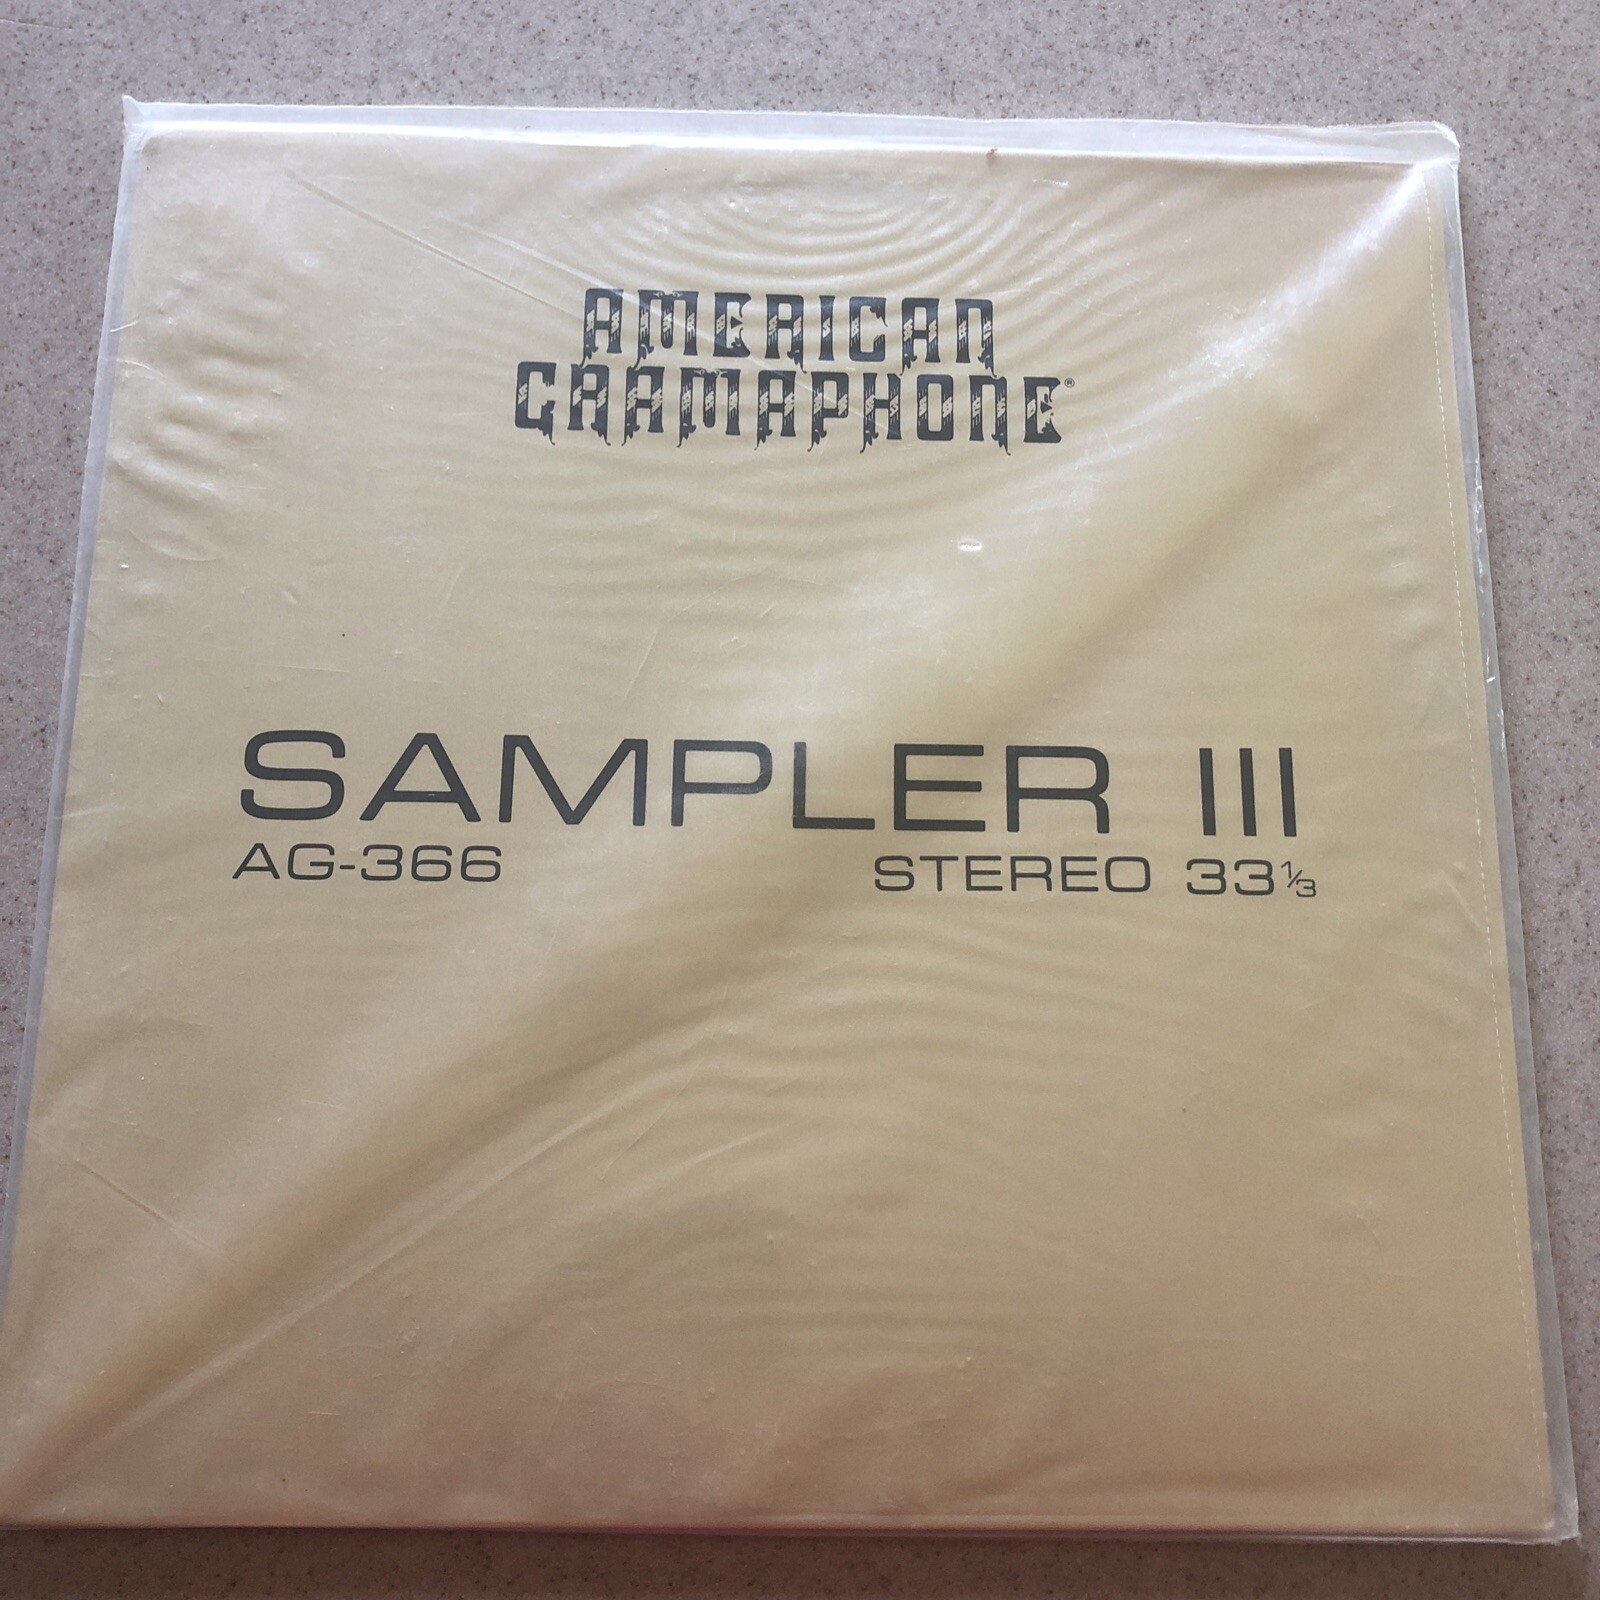 AMERICAN
GRAMAPHONE®
SAMPLER III
AG-366 STEREO 33⅓